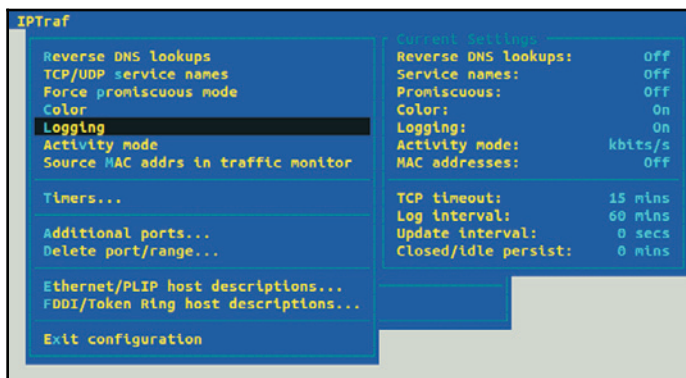 IPTraf
Reverse DNS lookups
TCP/UDP service names
Force promiscuous mode
Color
Logging
Activity mode
Source MAC addrs in traffic monitor
Timers...
Additional ports...
Delete port/range...
Ethernet/PLIP host descriptions...
FDDI/Token Ring host descriptions...
Exit configuration
Current Settings
Reverse DNS lookups: Off
Service names: Off
Promiscuous: Off
Color: On
Logging: On
Activity mode: kbits/s
MAC addresses: Off
TCP timeout: 15 mins
Log interval: 60 mins
Update interval: 0 secs
Closed/idle persist: 0 mins